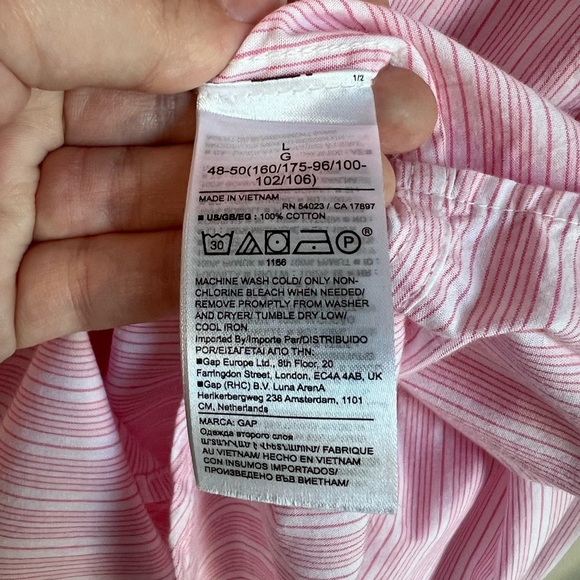 1/2
L
G
48-50(160/175-96/100-
102/106)
MADE IN VIETNAM
RN 54023 / CA 17897
■ US/GB/EG : 100% COTTON
30 P ®
1166
MACHINE WASH COLD/ ONLY NON-
CHLORINE BLEACH WHEN NEEDED/
REMOVE PROMPTLY FROM WASHER
AND DRYER/ TUMBLE DRY LOW/
COOL IRON
Imported By/Importe Par/DISTRIBUIDO
POR/ΕΙΣΑΓΕΤΑΙ ΑΠΟ ΤΗΝ:
■Gap Europe Ltd., 8th Floor, 20
Farringdon Street, London, EC4A 4AB, UK
■Gap (RHC) B.V. Luna ArenA
Herikerbergweg 238 Amsterdam, 1101
CM, Netherlands
MARCA: GAP
Одежда второго слоя
ԱՐՏԱԴՐՎԱԾ Է ՎԻԵՏՆԱՄՈՒՄ/ FABRIQUE
AU VIETNAM/ HECHO EN VIETNAM
CON INSUMOS IMPORTADOS/
ПРОИЗВЕДЕНО ВЪВ ВИЕТНАМ/